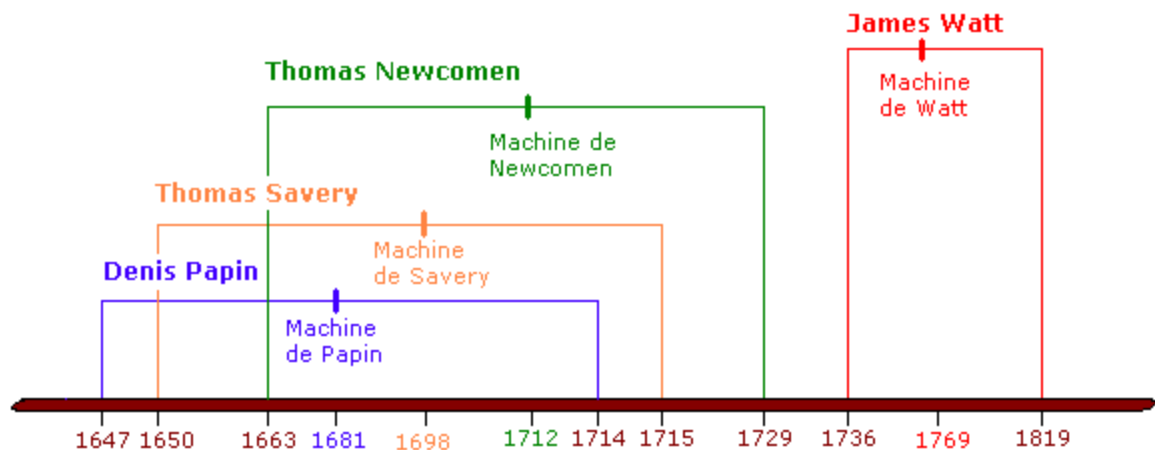 James Watt
Machine
de Watt
Thomas Newcomen
Machine de
Newcomen
Thomas Savery
Machine
de Savery
Denis Papin
Machine
de Papin
1647 1650 1663 1681 1698 1712 1714 1715 1729 1736 1769 1819